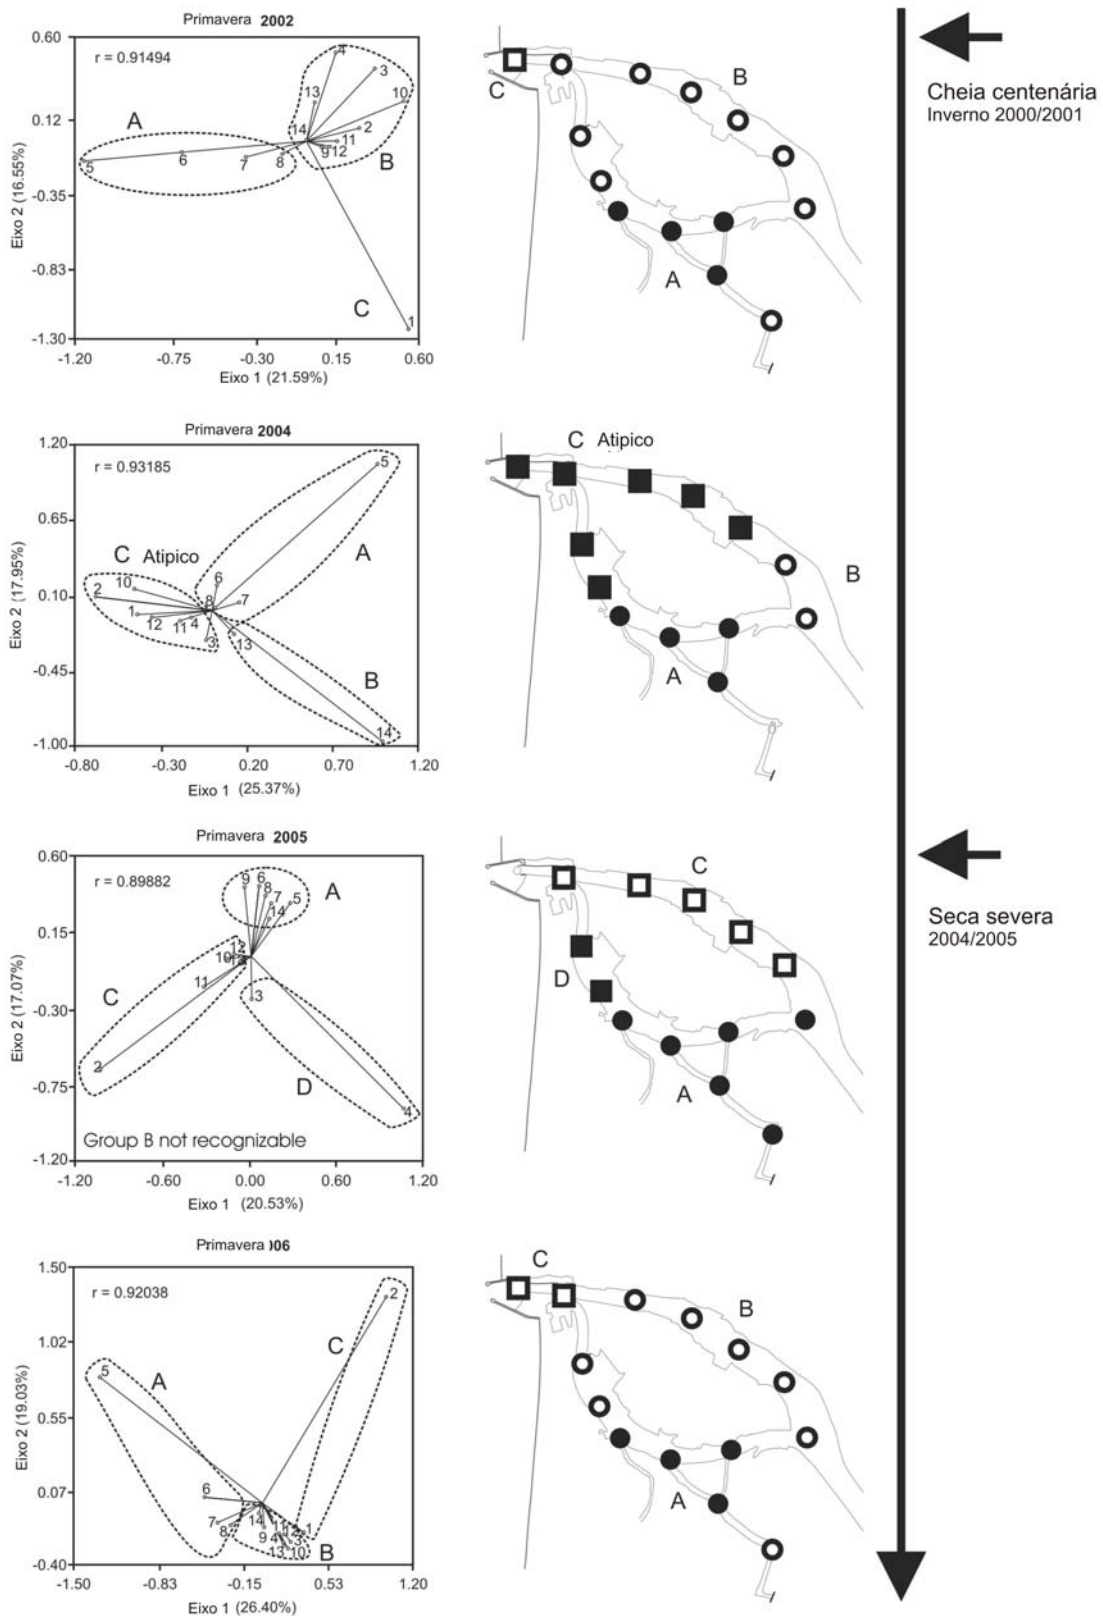 Primavera 2002
0.60
0.12
-0.35
-0.83
-1.30
Eixo 2 (16.55%)
r = 0.91494
A
B
C
4
3
13
10
14
2
11
9 12
5
6
7
8
1
-1.20 -0.75 -0.30 0.15 0.60
Eixo 1 (21.59%)
C
B
A
Cheia centenária
Inverno 2000/2001
Primavera 2004
1.20
0.65
0.10
-0.45
-1.00
Eixo 2 (17.95%)
r = 0.93185
C Atipico
A
B
5
6
8
7
2
10
1
12
11
4
3
13
14
-0.80 -0.30 0.20 0.70 1.20
Eixo 1 (25.37%)
C Atipico
B
A
Primavera 2005
0.60
0.15
-0.30
-0.75
-1.20
Eixo 2 (17.07%)
r = 0.89882
A
C
D
9 6
8
7
5
14
10
11
3
2
4
Group B not recognizable
-1.20 -0.60 0.00 0.60 1.20
Eixo 1 (20.53%)
C
D
A
Seca severa
2004/2005
Primavera )06
1.50
1.02
0.55
0.07
-0.40
Eixo 2 (19.03%)
r = 0.92038
A
C
B
2
5
6
7
8
14
9
11
12
1
4
3
13 10
-1.50 -0.83 -0.15 0.53 1.20
Eixo 1 (26.40%)
C
B
A